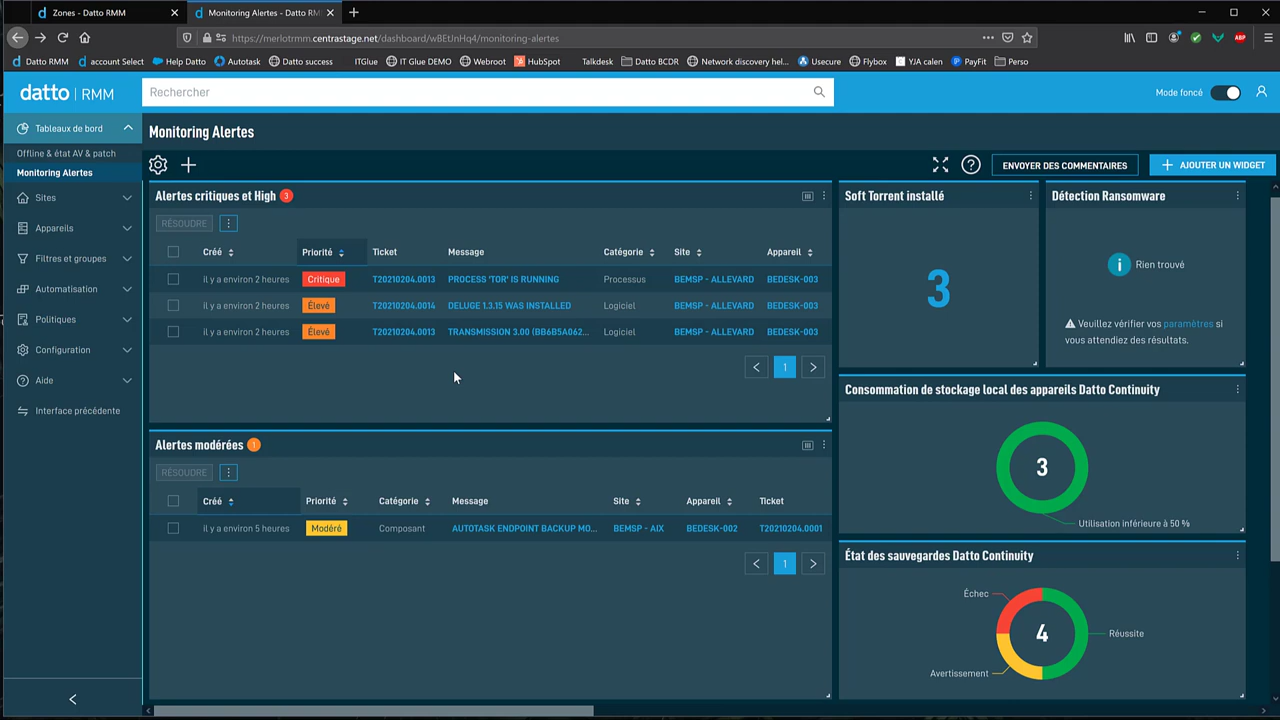 Zones - Datto RMM
Monitoring Alertes - Datto RM
https://merlotrmm.centrastage.net/dashboard/wBEUnHq4/monitoring-alertes
Datto RMM
account Select
Help Datto
Autotask
Datto success
ITGlue
IT Glue DEMO
Webroot
HubSpot
Talkdesk
Datto BCDR
Network discovery hel...
Usecure
Flybox
YJA calen
PayFit
Perso
datto | RMM
Rechercher
Mode foncé
Tableaux de bord
Offline & état AV & patch
Monitoring Alertes
Sites
Appareils
Filtres et groupes
Automatisation
Politiques
Configuration
Aide
Interface précédente
Monitoring Alertes
ENVOYER DES COMMENTAIRES
AJOUTER UN WIDGET
Alertes critiques et High 3
RÉSOUDRE
Créé Priorité Ticket Message Catégorie Site Appareil
il y a environ 2 heures Critique T20210204.0013 PROCESS 'TOR' IS RUNNING Processus BEMSP - ALLEVARD BEDESK-003
il y a environ 2 heures Élevé T20210204.0014 DELUGE 1.3.15 WAS INSTALLED Logiciel BEMSP - ALLEVARD BEDESK-003
il y a environ 2 heures Élevé T20210204.0013 TRANSMISSION 3.00 (BB6B5A062... Logiciel BEMSP - ALLEVARD BEDESK-003
1
Alertes modérées 1
RÉSOUDRE
Créé Priorité Catégorie Message Site Appareil Ticket
il y a environ 5 heures Modéré Composant AUTOTASK ENDPOINT BACKUP MO... BEMSP - AIX BEDESK-002 T20210204.0001
1
Soft Torrent installé
3
Détection Ransomware
Rien trouvé
Veuillez vérifier vos paramètres si
vous attendiez des résultats.
Consommation de stockage local des appareils Datto Continuity
3
Utilisation inférieure à 50 %
État des sauvegardes Datto Continuity
Échec
4
Réussite
Avertissement